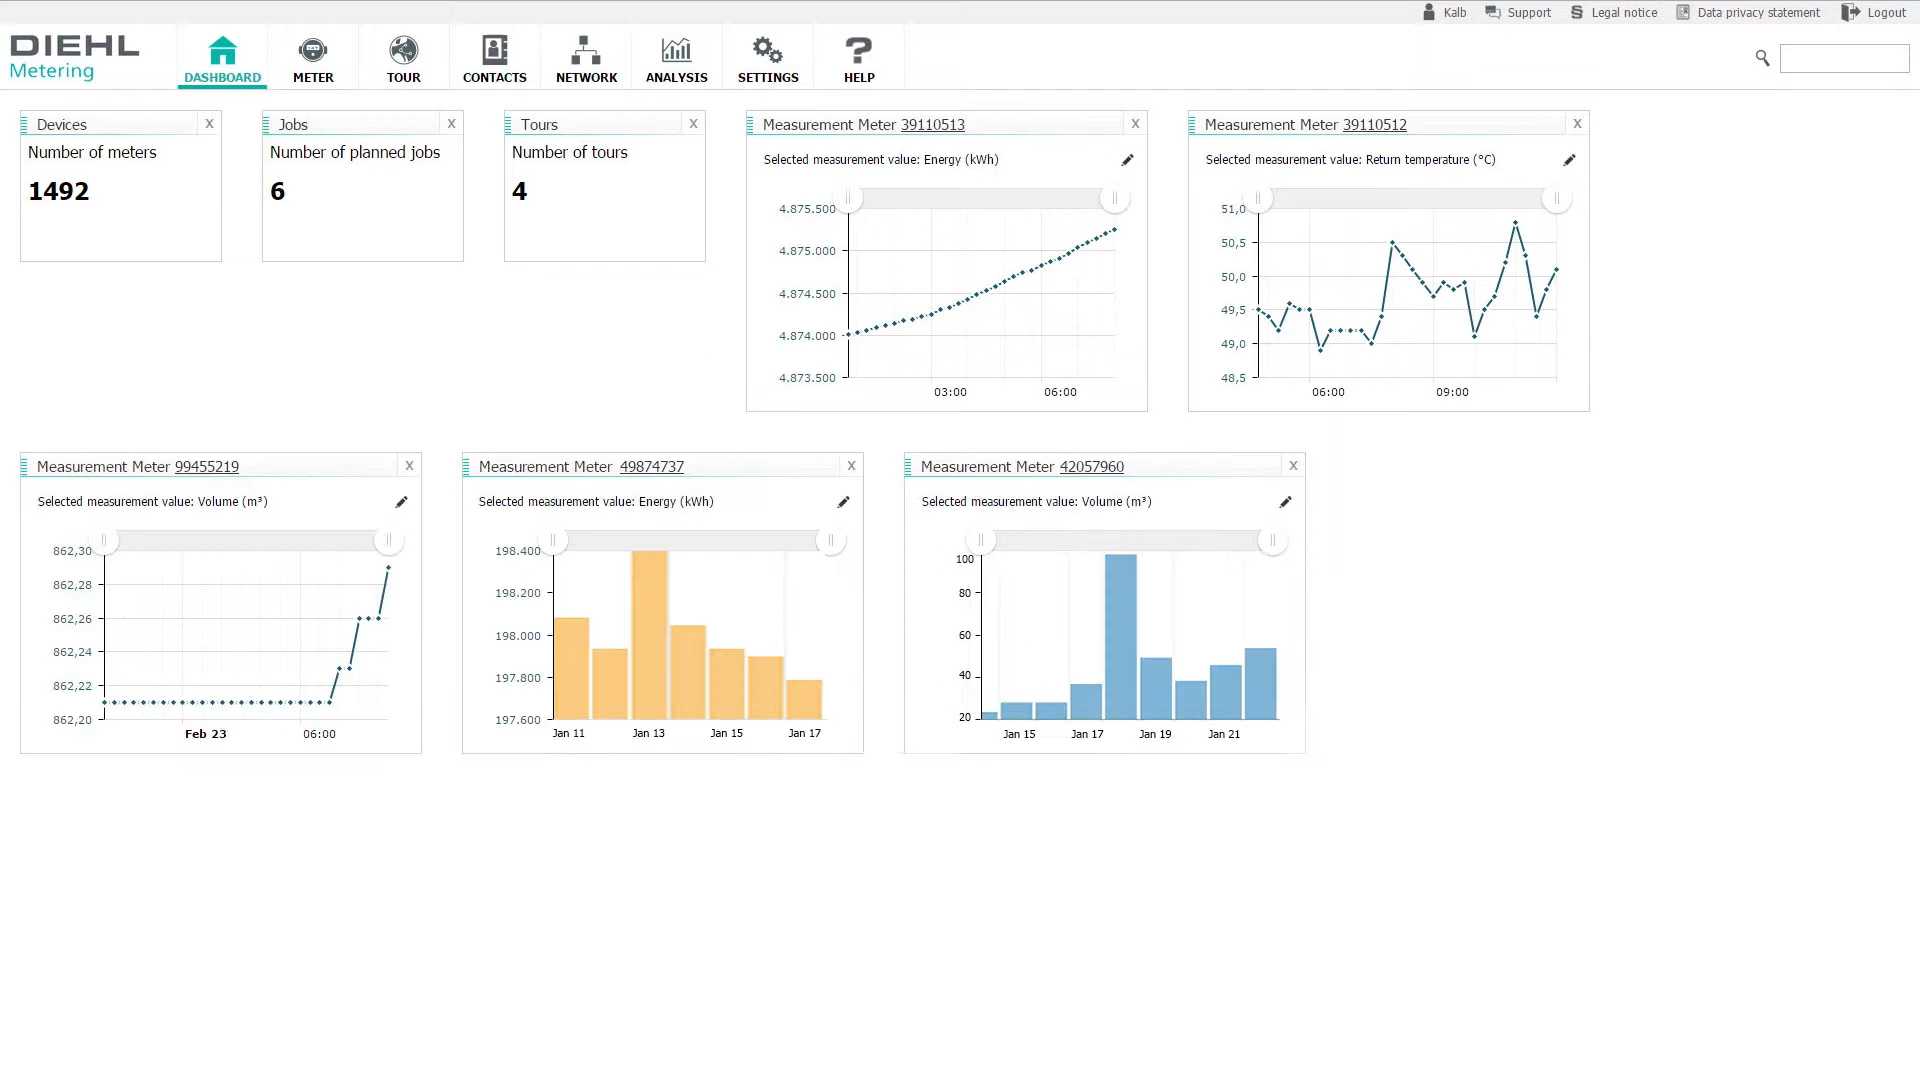 Kalb Support Legal notice Data privacy statement Logout
DIEHL
Metering
DASHBOARD METER TOUR CONTACTS NETWORK ANALYSIS SETTINGS HELP
Devices X
Number of meters
1492
Jobs X
Number of planned jobs
6
Tours X
Number of tours
4
Measurement Meter 39110513 X
Selected measurement value: Energy (kWh)
4.875.500
4.875.000
4.874.500
4.874.000
4.873.500
03:00 06:00
Measurement Meter 39110512 X
Selected measurement value: Return temperature (°C)
51,0
50,5
50,0
49,5
49,0
48,5
06:00 09:00
Measurement Meter 99455219 X
Selected measurement value: Volume (m³)
862,30
862,28
862,26
862,24
862,22
862,20
Feb 23 06:00
Measurement Meter 49874737 X
Selected measurement value: Energy (kWh)
198.400
198.200
198.000
197.800
197.600
Jan 11 Jan 13 Jan 15 Jan 17
Measurement Meter 42057960 X
Selected measurement value: Volume (m³)
100
80
60
40
20
Jan 15 Jan 17 Jan 19 Jan 21